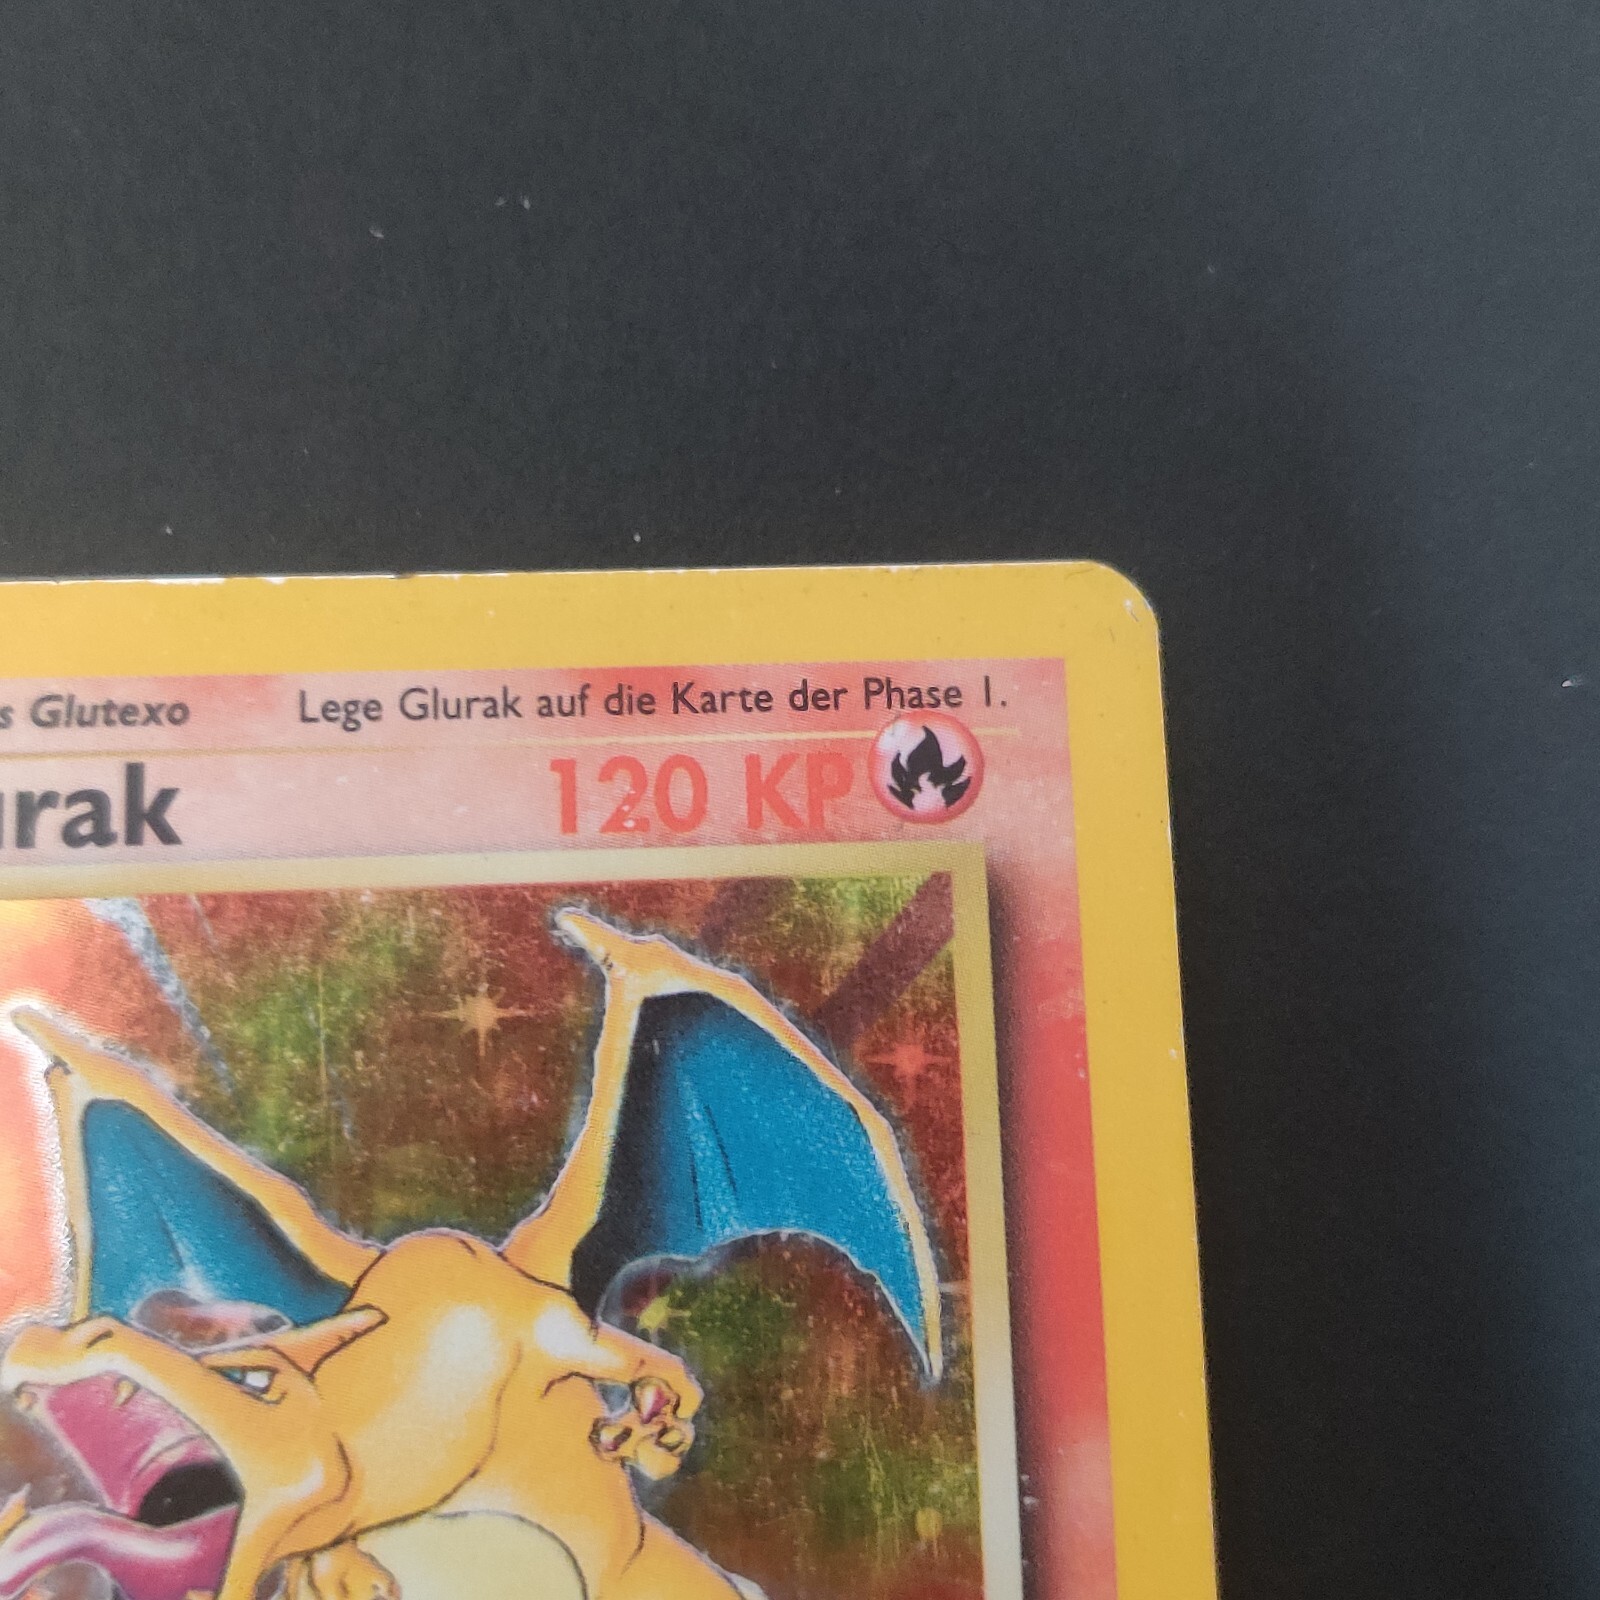 s Glutexo Lege Glurak auf die Karte der Phase 1.
urak 120 KP